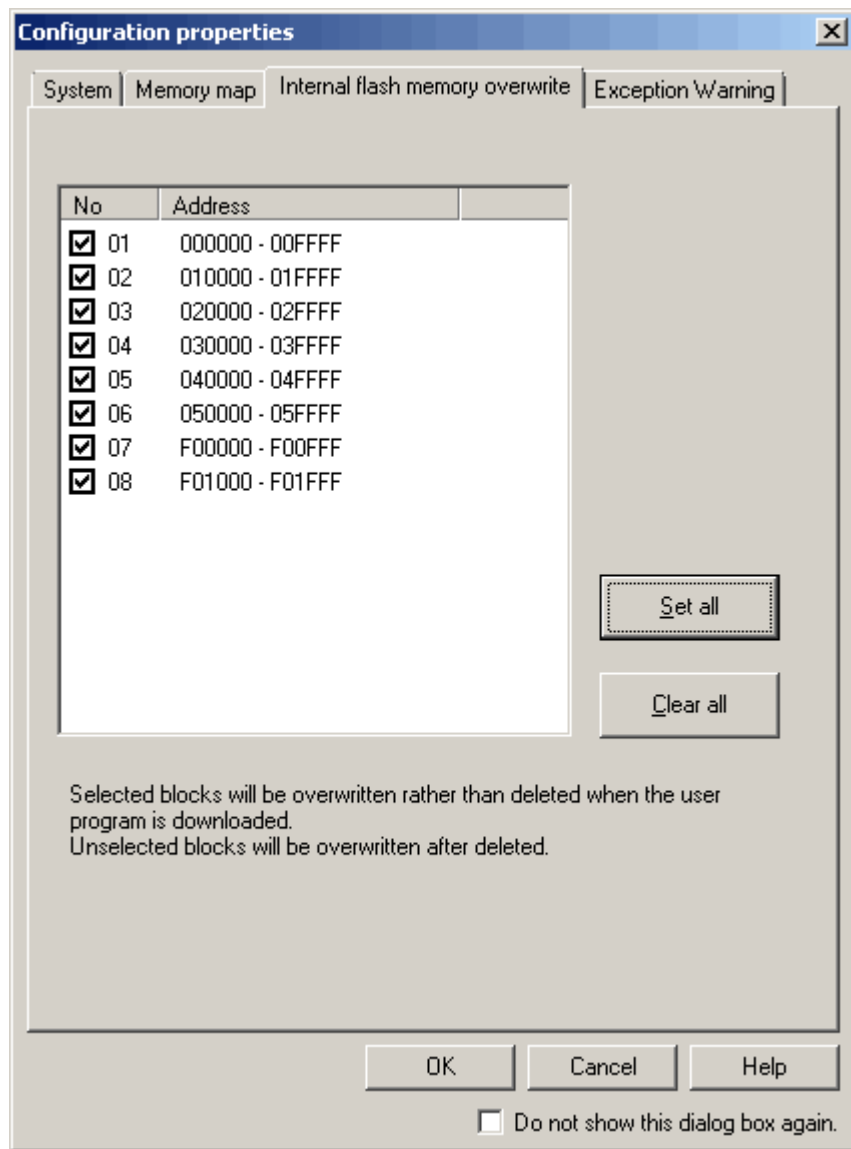 Configuration properties
System Memory map Internal flash memory overwrite Exception Warning
No Address
01 000000 - 00FFFF
02 010000 - 01FFFF
03 020000 - 02FFFF
04 030000 - 03FFFF
05 040000 - 04FFFF
06 050000 - 05FFFF
07 F00000 - F00FFF
08 F01000 - F01FFF
Set all
Clear all
Selected blocks will be overwritten rather than deleted when the user
program is downloaded.
Unselected blocks will be overwritten after deleted.
OK Cancel Help
Do not show this dialog box again.